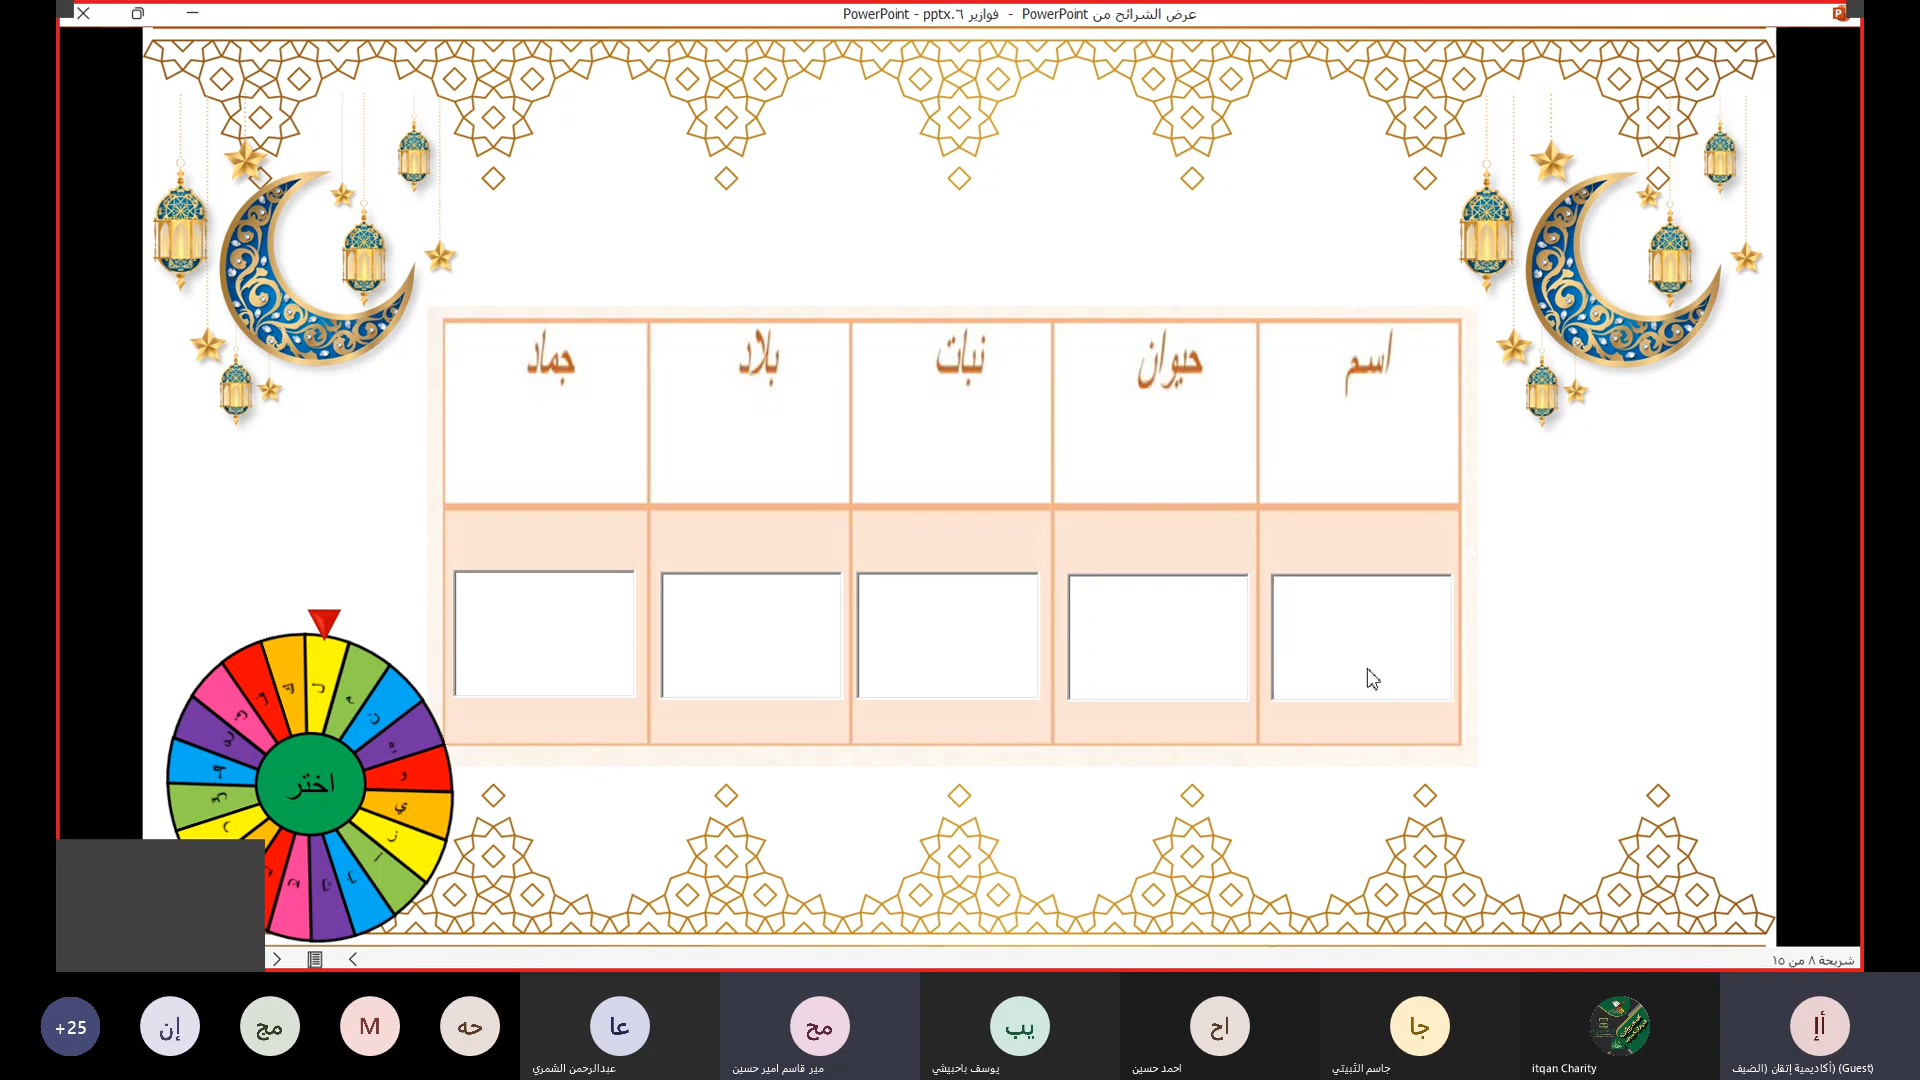 عرض الشرائح من PowerPoint - فوازير ٦.pptx - PowerPoint
اسم
حيوان
نبات
بلاد
جماد
ل
م
ن
هـ
و
ي
ز
أ
اختر
شريحة ٨ من ١٥
+25
إن
مج
M
حه
عا
عبدالرحمن الشمري
مح
مير قاسم امير حسين
يب
يوسف باحبيشي
اح
احمد حسين
جا
جاسم الثبيتي
itqan Charity
أإ
أكاديمية إتقان (الضيف) (Guest)